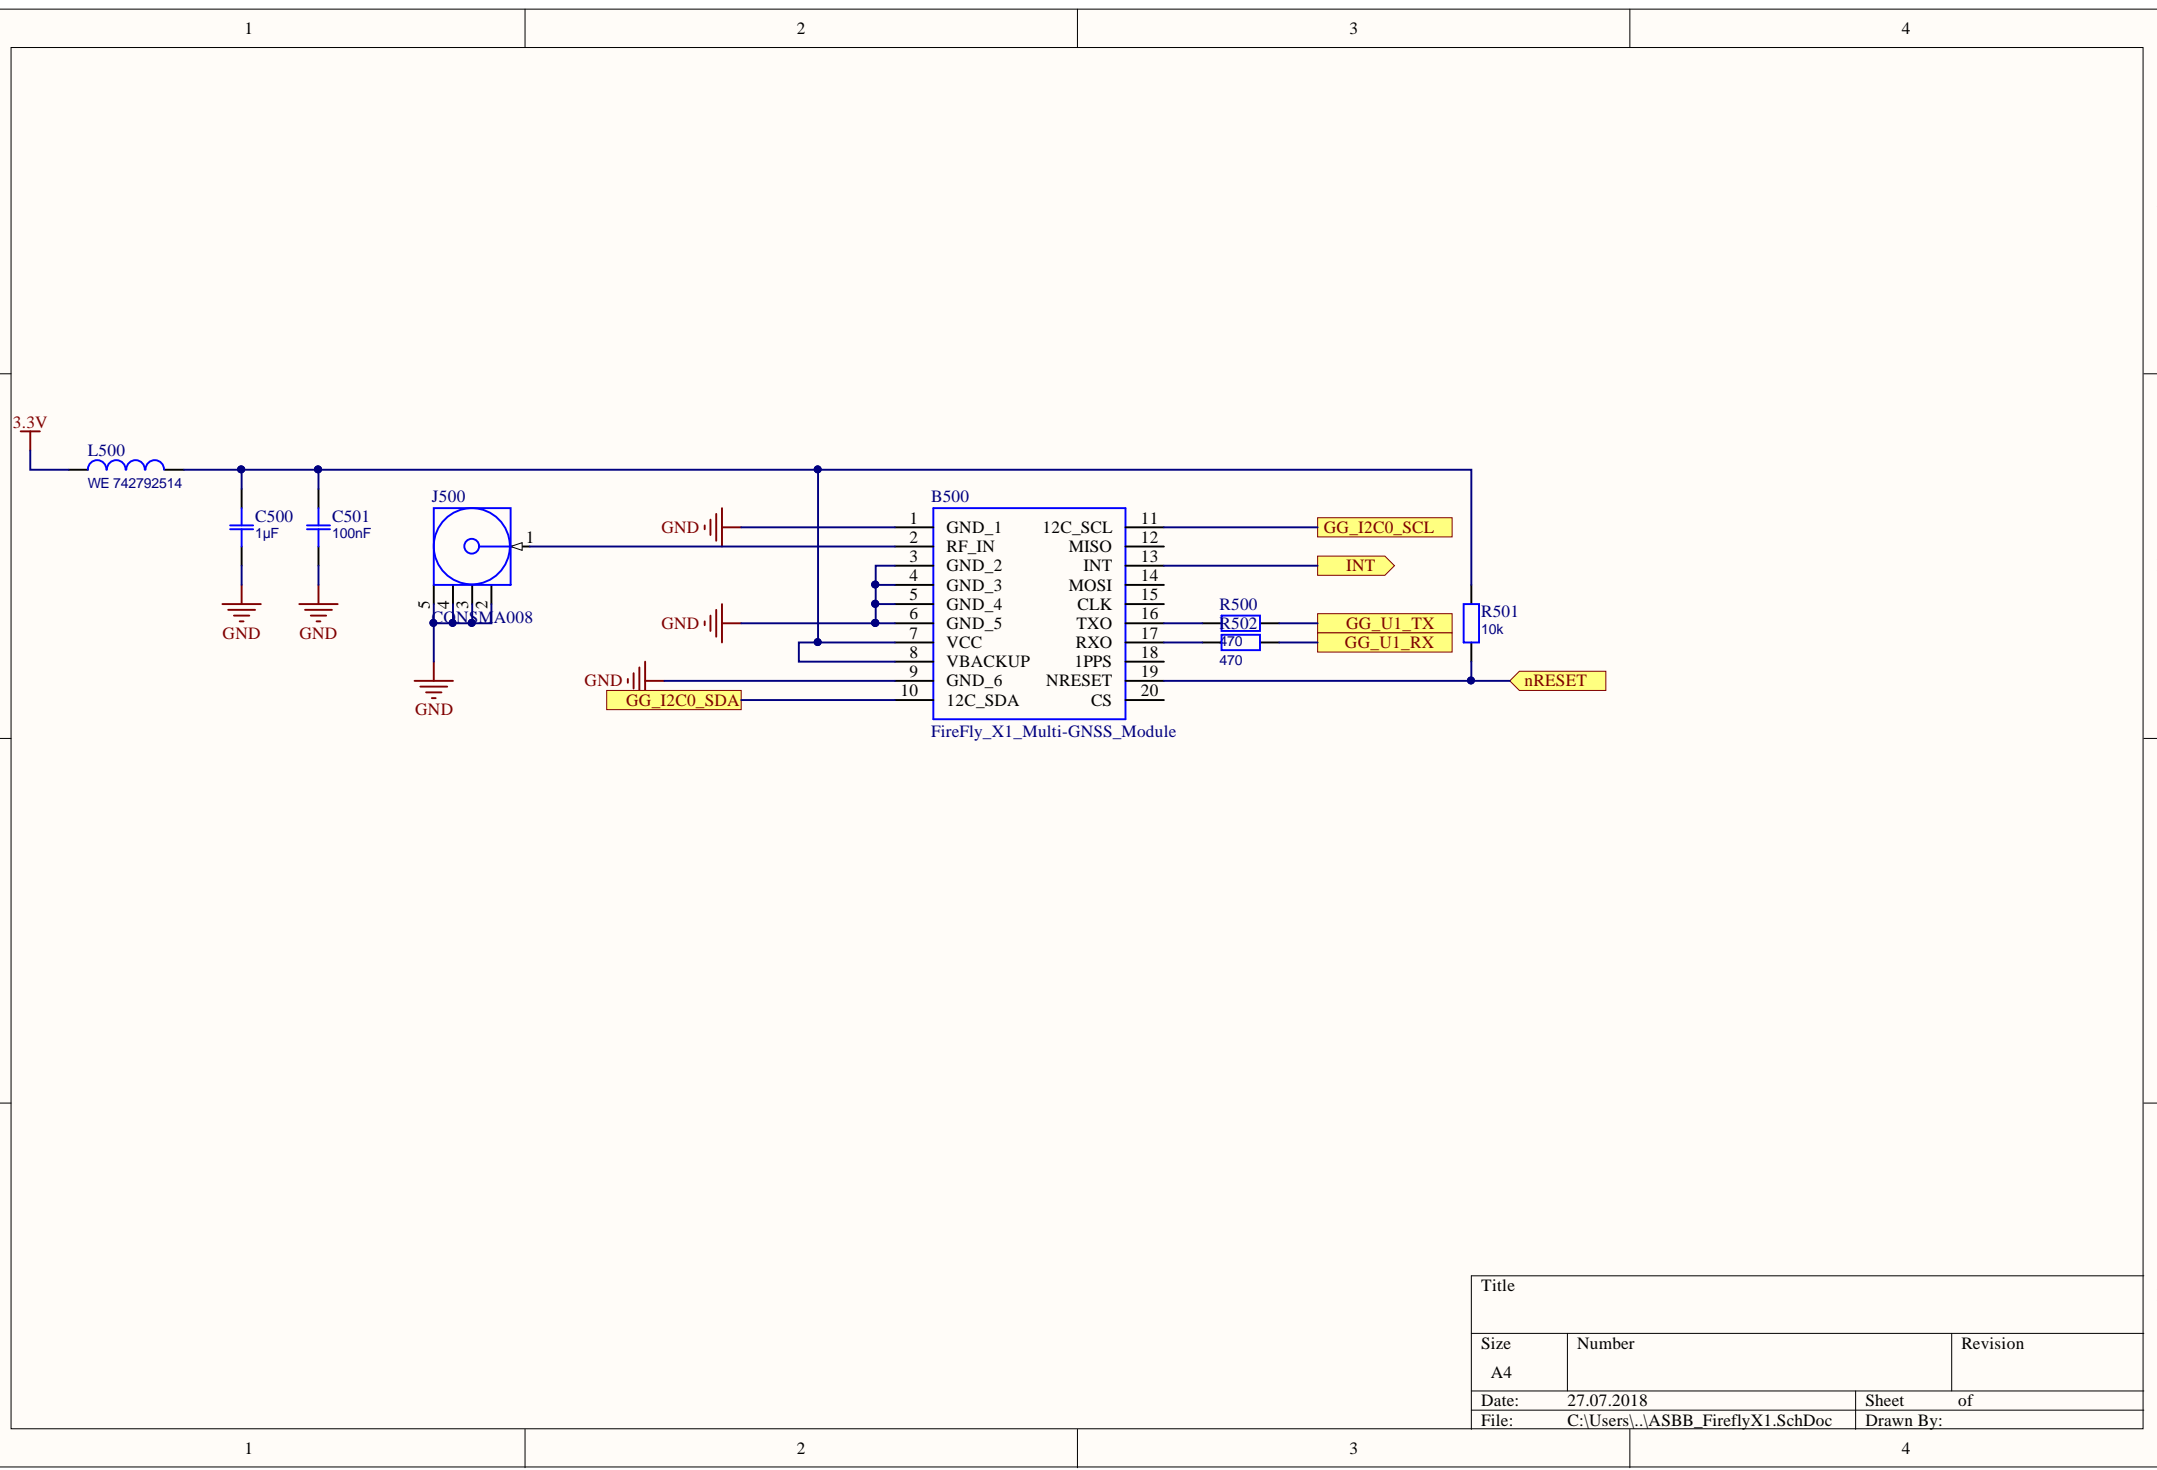 1 2 3 4
3.3V
L500
WE 742792514
C500
1µF
C501
100nF
GND
GND
J500
1
5 4 3 2
CONSMA008
GND
B500
GND 1 GND_1 12C_SCL 11 GG_I2C0_SCL
2 RF_IN MISO 12
3 GND_2 INT 13 INT
4 GND_3 MOSI 14
5 GND_4 CLK 15
GND 6 GND_5 TXO 16 R500 470 GG_U1_TX
7 VCC RXO 17 R502 470 GG_U1_RX
8 VBACKUP 1PPS 18
GND 9 GND_6 NRESET 19 nRESET
GG_I2C0_SDA 10 12C_SDA CS 20
FireFly_X1_Multi-GNSS_Module
R501
10k
Title
Size Number Revision
A4
Date: 27.07.2018 Sheet of
File: C:\Users\..\ASBB_FireflyX1.SchDoc Drawn By:
1 2 3 4